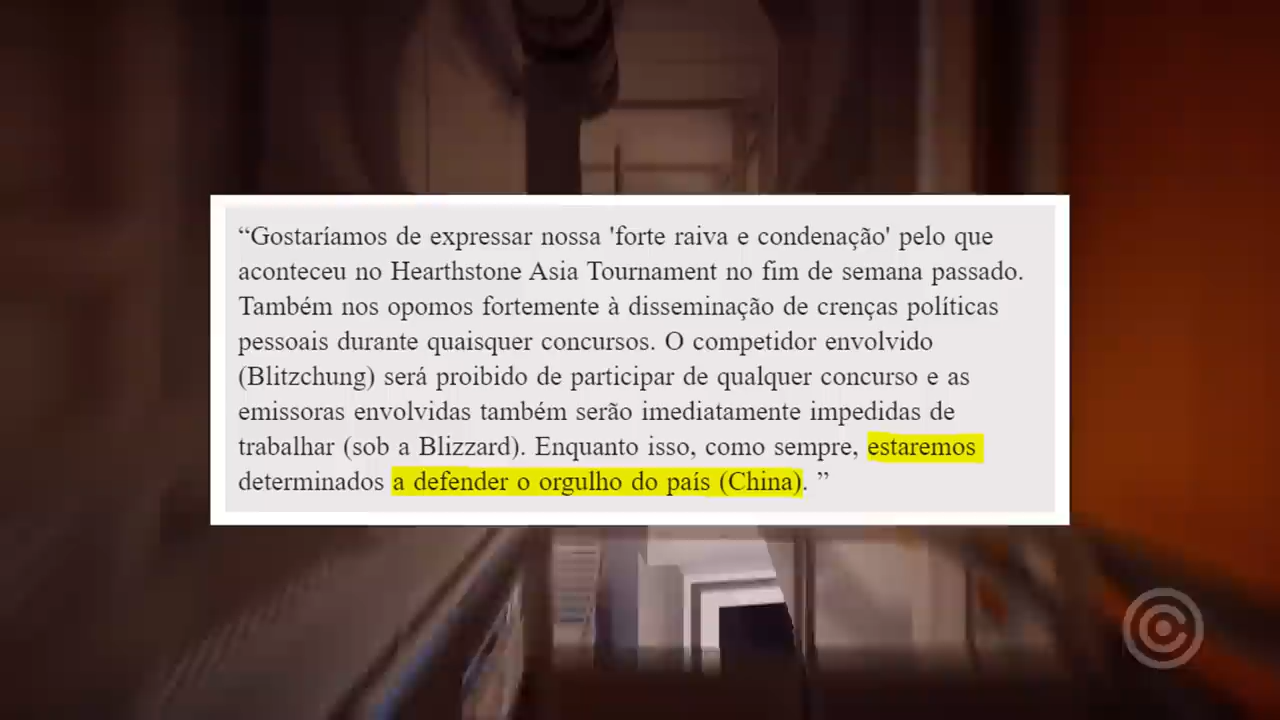 “Gostaríamos de expressar nossa 'forte raiva e condenação' pelo que
aconteceu no Hearthstone Asia Tournament no fim de semana passado.
Também nos opomos fortemente à disseminação de crenças políticas
pessoais durante quaisquer concursos. O competidor envolvido
(Blitzchung) será proibido de participar de qualquer concurso e as
emissoras envolvidas também serão imediatamente impedidas de
trabalhar (sob a Blizzard). Enquanto isso, como sempre, estaremos
determinados a defender o orgulho do país (China). ”